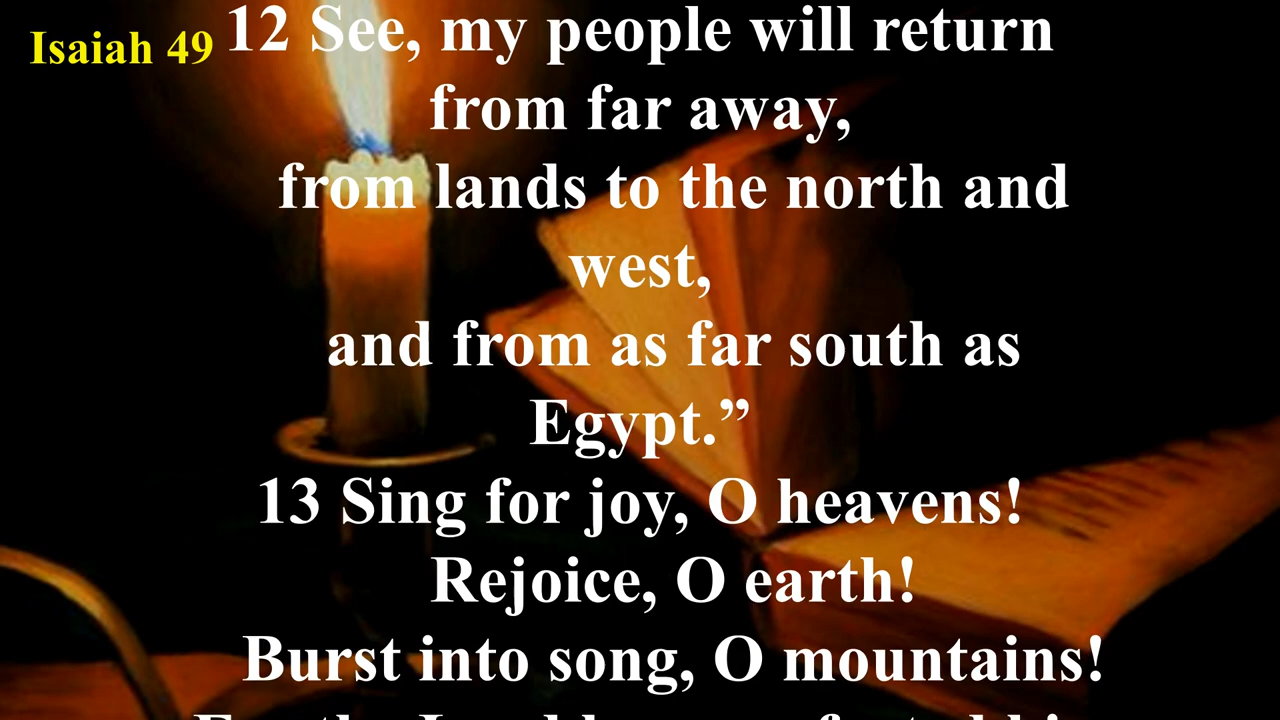 Isaiah 49
12 See, my people will return
from far away,
from lands to the north and
west,
and from as far south as
Egypt.”
13 Sing for joy, O heavens!
Rejoice, O earth!
Burst into song, O mountains!